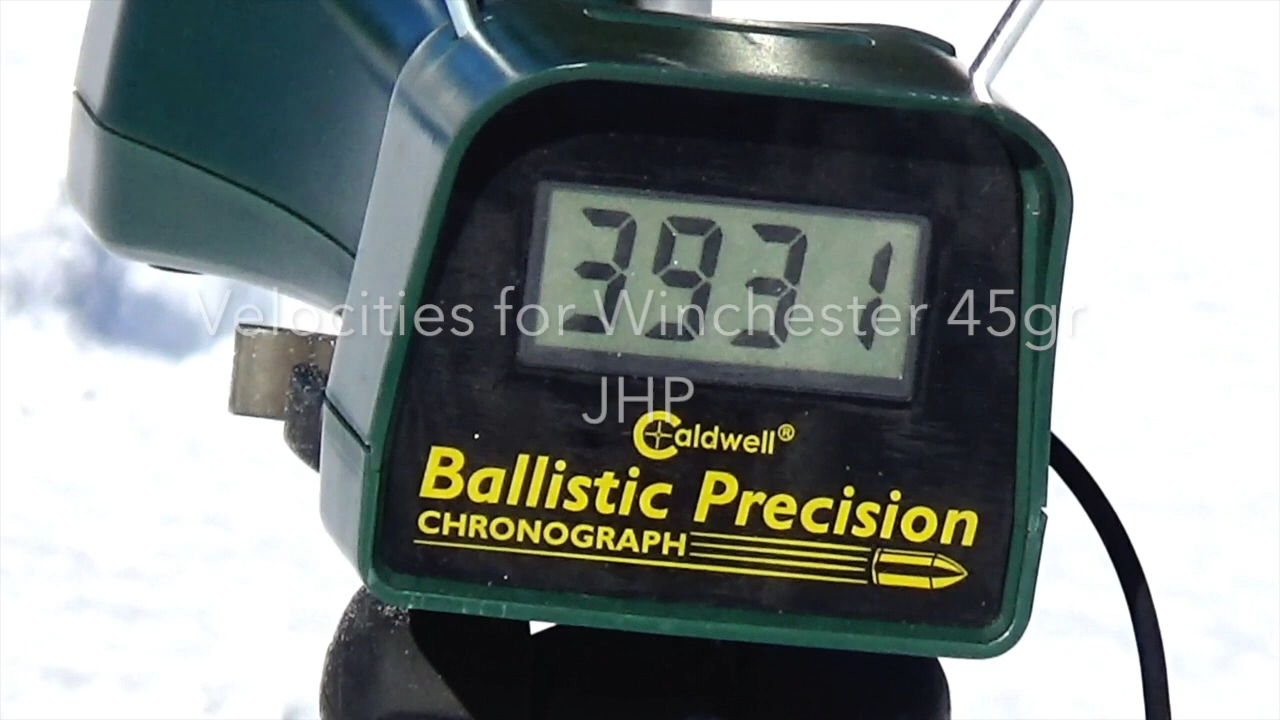 3931
Velocities for Winchester 45gr
JHP
Caldwell®
Ballistic Precision
CHRONOGRAPH